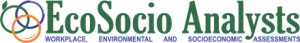 EcoSocio Analysts
WORKPLACE, ENVIRONMENTAL AND SOCIOECONOMIC ASSESSMENTS